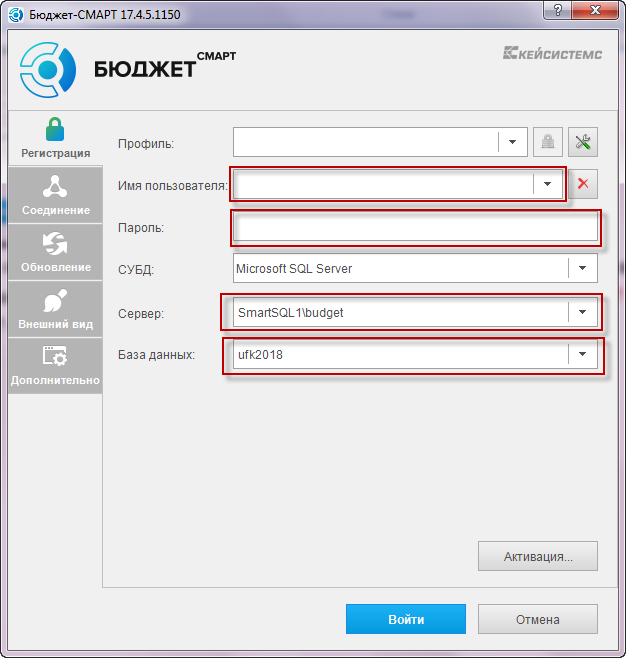 Бюджет-СМАРТ 17.4.5.1150
БЮДЖЕТ СМАРТ
КЕЙСИСТЕМС
Регистрация
Соединение
Обновление
Внешний вид
Дополнительно
Профиль:
Имя пользователя:
Пароль:
СУБД: Microsoft SQL Server
Сервер: SmartSQL1\budget
База данных: ufk2018
Активация...
Войти Отмена